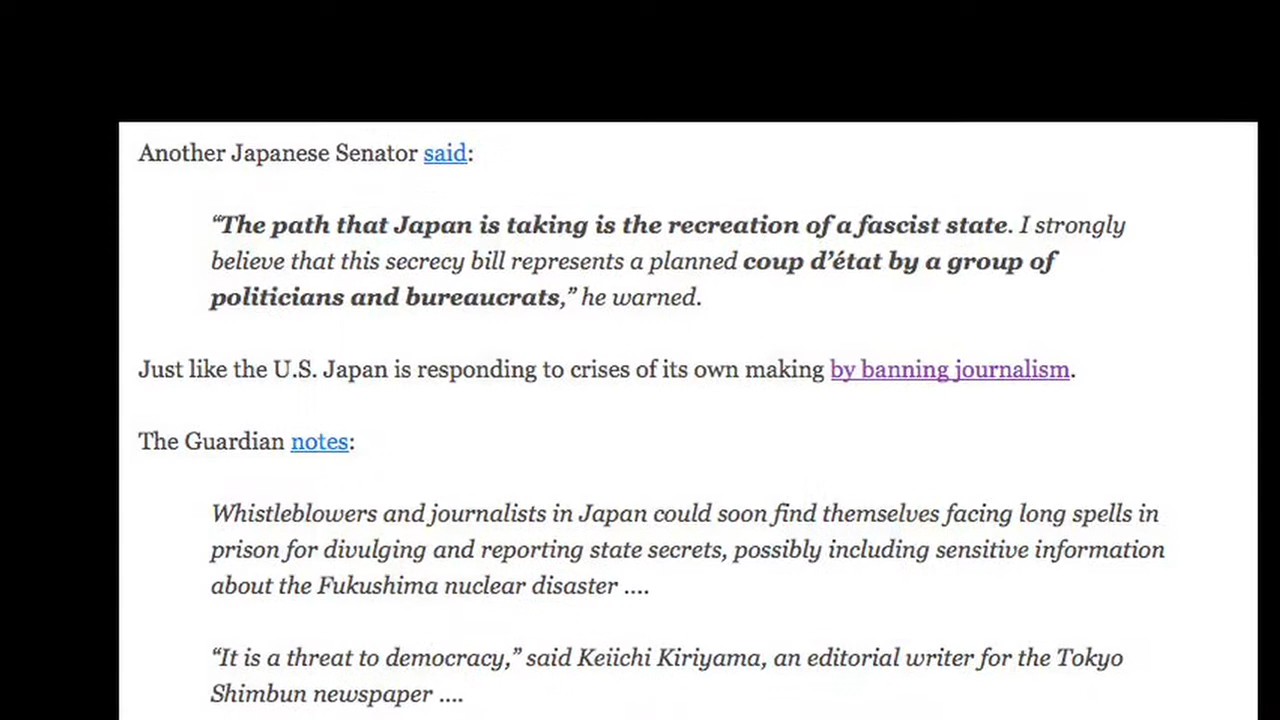 Another Japanese Senator said:
“The path that Japan is taking is the recreation of a fascist state. I strongly
believe that this secrecy bill represents a planned coup d’état by a group of
politicians and bureaucrats,” he warned.
Just like the U.S. Japan is responding to crises of its own making by banning journalism.
The Guardian notes:
Whistleblowers and journalists in Japan could soon find themselves facing long spells in
prison for divulging and reporting state secrets, possibly including sensitive information
about the Fukushima nuclear disaster ....
“It is a threat to democracy,” said Keiichi Kiriyama, an editorial writer for the Tokyo
Shimbun newspaper ....